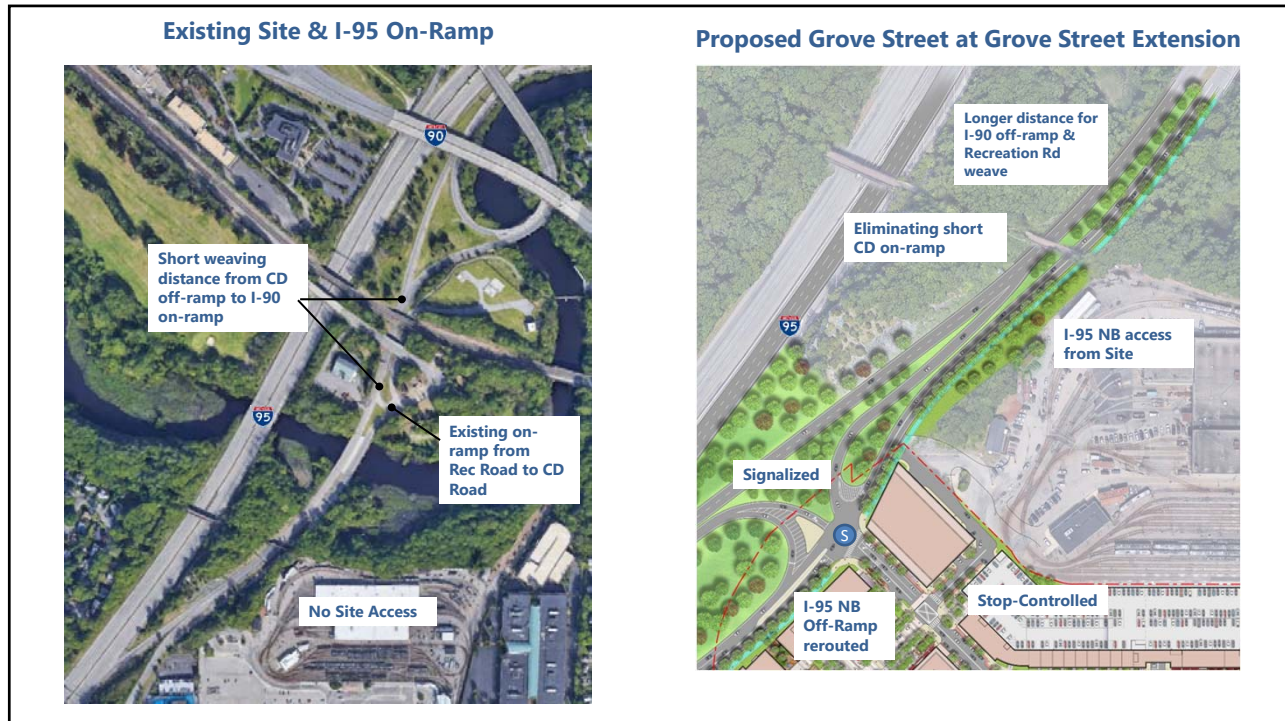 Existing Site & I-95 On-Ramp
90
Short weaving
distance from CD
off-ramp to I-90
on-ramp
95
Existing on-
ramp from
Rec Road to CD
Road
No Site Access
Proposed Grove Street at Grove Street Extension
Longer distance for
I-90 off-ramp &
Recreation Rd
weave
Eliminating short
CD on-ramp
95
I-95 NB access
from Site
Signalized
S
I-95 NB
Off-Ramp
rerouted
Stop-Controlled